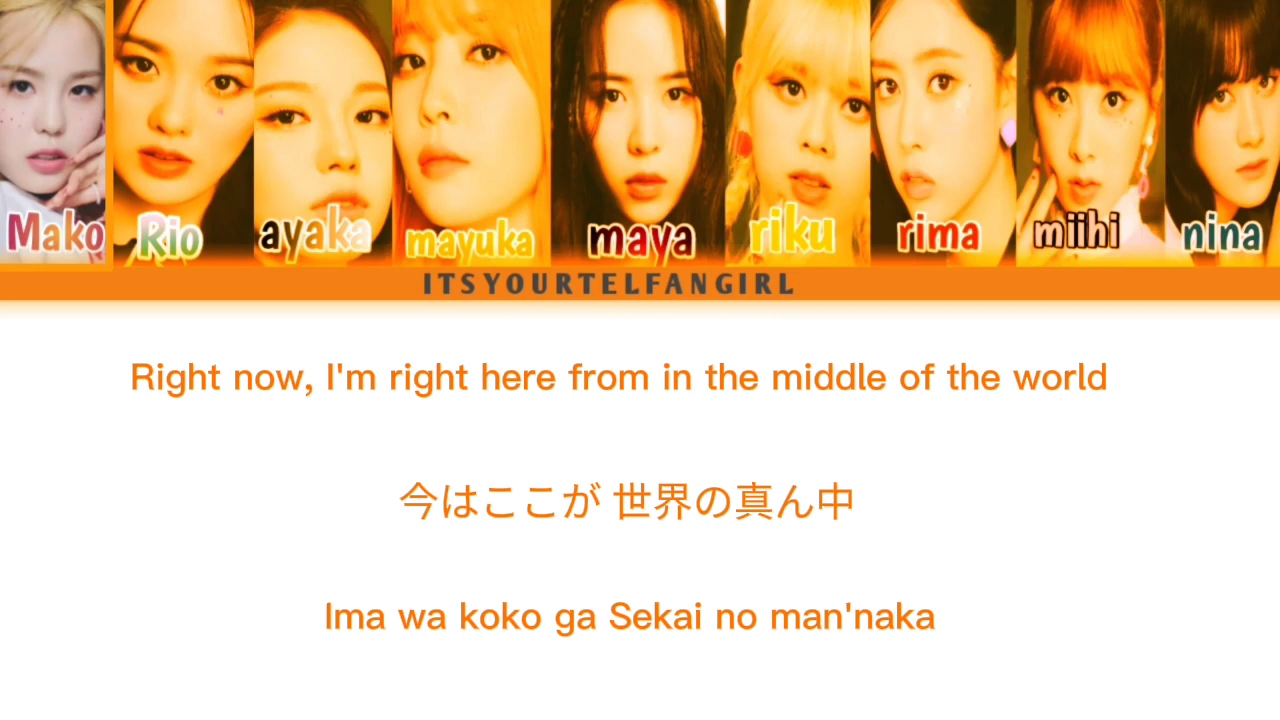 Mako Rio ayaka mayuka maya riku rima miihi nina
ITSYOURTELFANGIRL
Right now, I'm right here from in the middle of the world
今はここが 世界の真ん中
Ima wa koko ga Sekai no man'naka